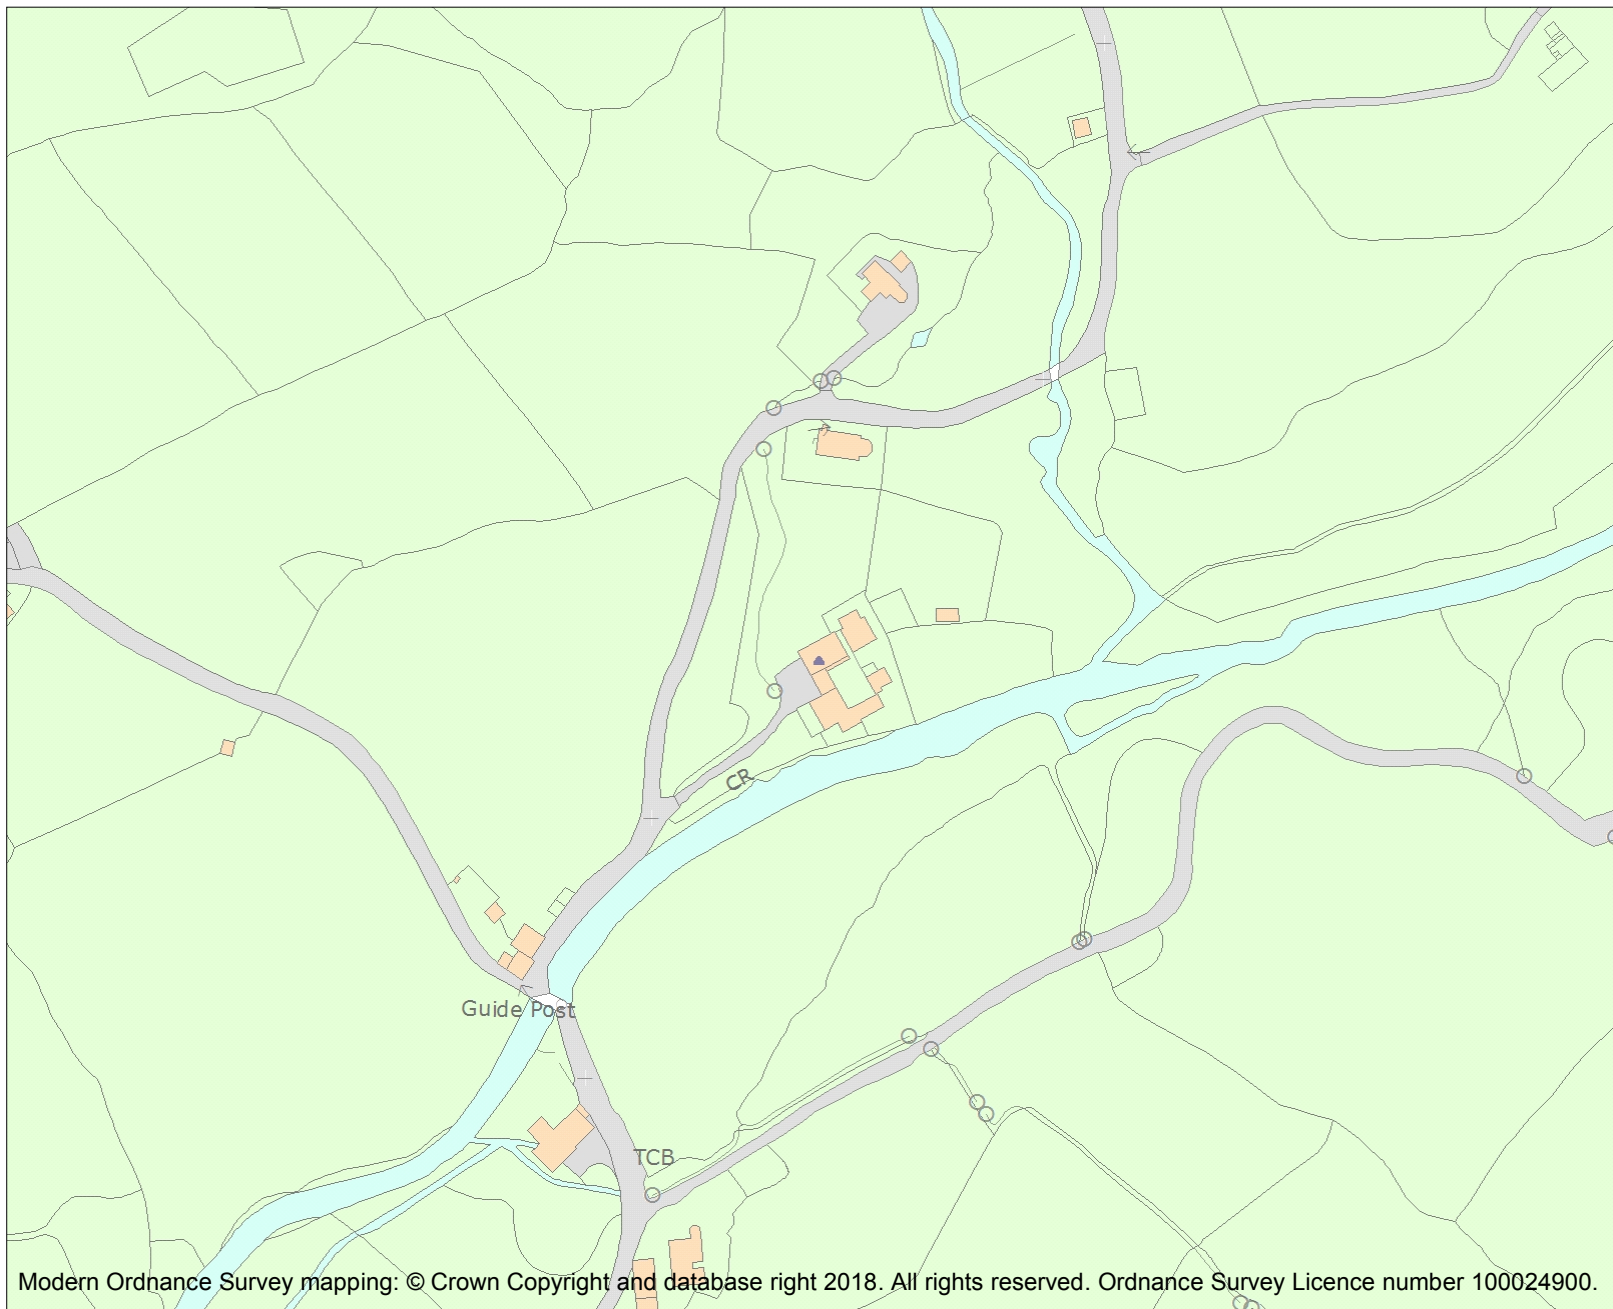 CR
Guide Post
TCB
Modern Ordnance Survey mapping: © Crown Copyright and database right 2018. All rights reserved. Ordnance Survey Licence number 100024900.